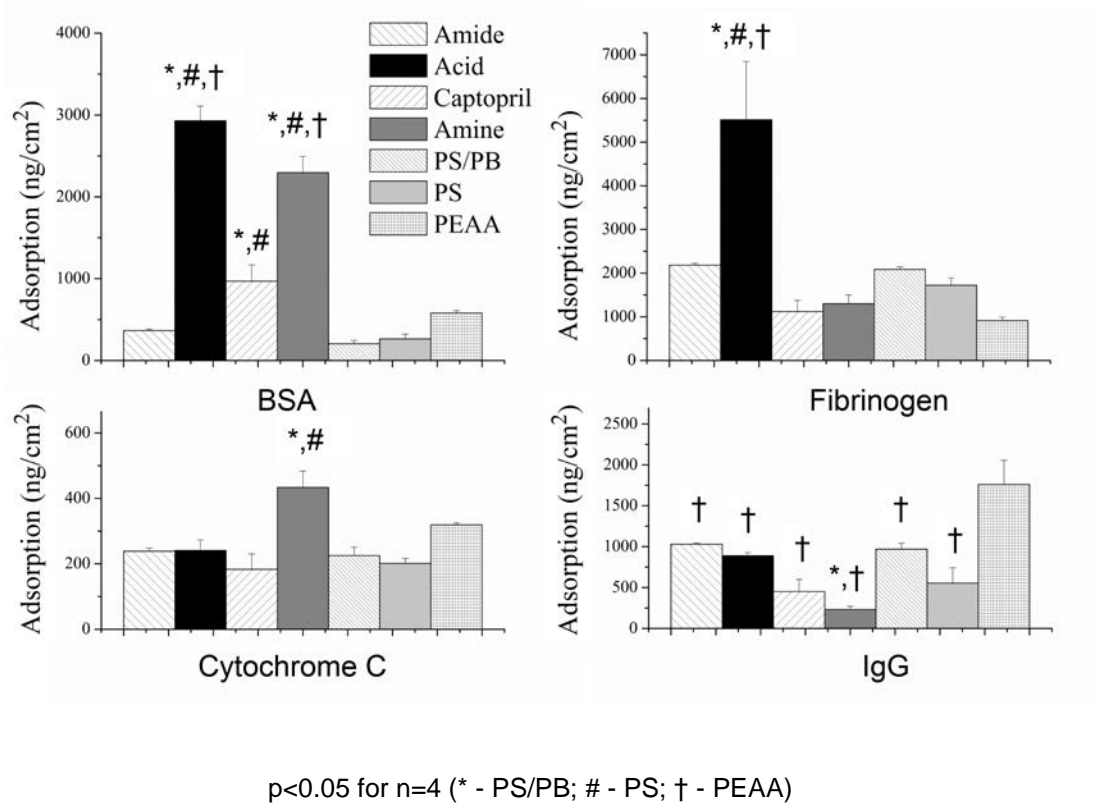 4000
3000
2000
1000
0
Adsorption (ng/cm²)
*,#,†
*,#
*,#,†
Amide
Acid
Captopril
Amine
PS/PB
PS
PEAA
BSA
7000
6000
5000
4000
3000
2000
1000
0
Adsorption (ng/cm²)
*,#,†
Fibrinogen
600
400
200
0
Adsorption (ng/cm²)
*,#
Cytochrome C
2500
2000
1500
1000
500
0
Adsorption (ng/cm²)
†
†
†
*,†
†
†
IgG
p<0.05 for n=4 (* - PS/PB; # - PS; † - PEAA)